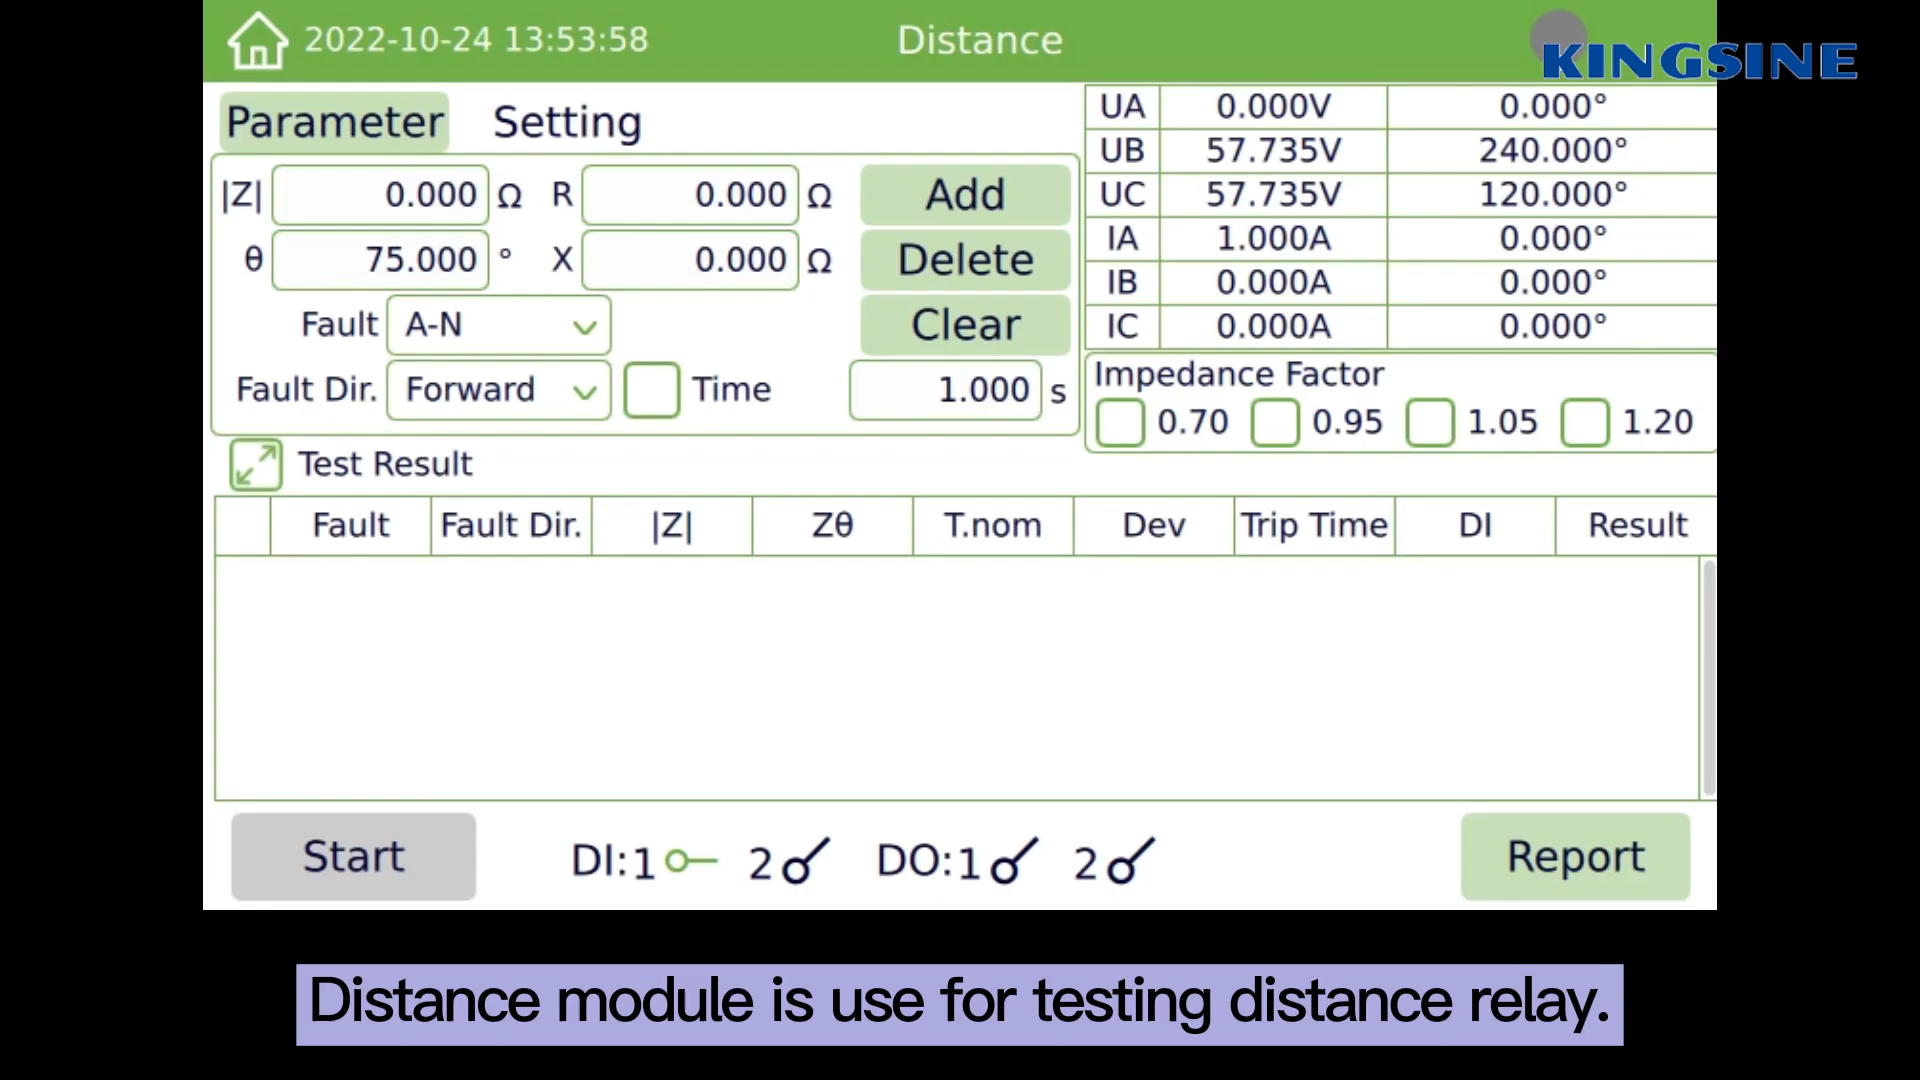 2022-10-24 13:53:58 Distance
KINGSINE
Parameter Setting
|Z| 0.000 Ω R 0.000 Ω Add
θ 75.000 ° X 0.000 Ω Delete
Fault A-N Clear
Fault Dir. Forward Time 1.000 s
UA 0.000V 0.000°
UB 57.735V 240.000°
UC 57.735V 120.000°
IA 1.000A 0.000°
IB 0.000A 0.000°
IC 0.000A 0.000°
Impedance Factor
0.70 0.95 1.05 1.20
Test Result
Fault Fault Dir. |Z| Zθ T.nom Dev Trip Time DI Result
Start DI:1 2 DO:1 2 Report
Distance module is use for testing distance relay.